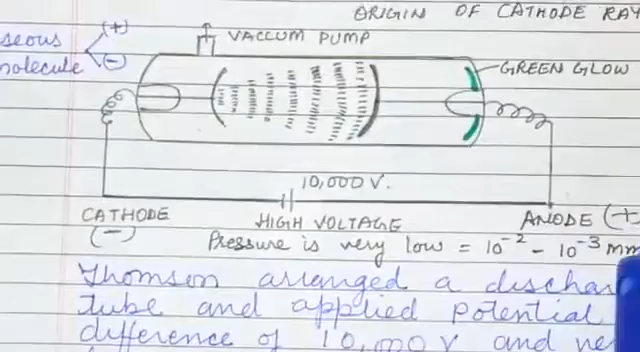 ORIGIN OF CATHODE RAY
seous (+)
molecule (-)
VACCUM PUMP
GREEN GLOW
10,000 V.
CATHODE HIGH VOLTAGE ANODE (+
(-)
Pressure is very low = 10⁻² - 10⁻³ mm
Thomson arranged a dischar
tube and applied potential
difference of 10,000 V and